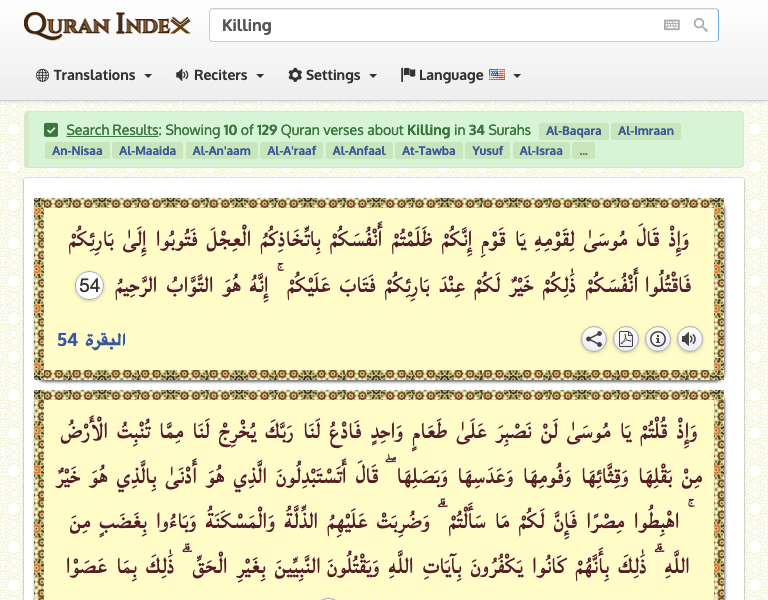 QURAN INDEX
Killing
Translations Reciters Settings Language
Search Results: Showing 10 of 129 Quran verses about Killing in 34 Surahs Al-Baqara Al-Imraan
An-Nisaa Al-Maaida Al-An'aam Al-A'raaf Al-Anfaal At-Tawba Yusuf Al-Israa ...
وَإِذْ قَالَ مُوسَىٰ لِقَوْمِهِ يَا قَوْمِ إِنَّكُمْ ظَلَمْتُمْ أَنْفُسَكُمْ بِاتِّخَاذِكُمُ الْعِجْلَ فَتُوبُوا إِلَىٰ بَارِئِكُمْ
فَاقْتُلُوا أَنْفُسَكُمْ ذَٰلِكُمْ خَيْرٌ لَكُمْ عِنْدَ بَارِئِكُمْ فَتَابَ عَلَيْكُمْ ۚ إِنَّهُ هُوَ التَّوَّابُ الرَّحِيمُ 54
البقرة 54
وَإِذْ قُلْتُمْ يَا مُوسَىٰ لَنْ نَصْبِرَ عَلَىٰ طَعَامٍ وَاحِدٍ فَادْعُ لَنَا رَبَّكَ يُخْرِجْ لَنَا مِمَّا تُنْبِتُ الْأَرْضُ
مِنْ بَقْلِهَا وَقِثَّائِهَا وَفُومِهَا وَعَدَسِهَا وَبَصَلِهَا ۖ قَالَ أَتَسْتَبْدِلُونَ الَّذِي هُوَ أَدْنَىٰ بِالَّذِي هُوَ خَيْرٌ
ۚ اهْبِطُوا مِصْرًا فَإِنَّ لَكُمْ مَا سَأَلْتُمْ ۗ وَضُرِبَتْ عَلَيْهِمُ الذِّلَّةُ وَالْمَسْكَنَةُ وَبَاءُوا بِغَضَبٍ مِنَ
اللَّهِ ۗ ذَٰلِكَ بِأَنَّهُمْ كَانُوا يَكْفُرُونَ بِآيَاتِ اللَّهِ وَيَقْتُلُونَ النَّبِيِّينَ بِغَيْرِ الْحَقِّ ۗ ذَٰلِكَ بِمَا عَصَوْا